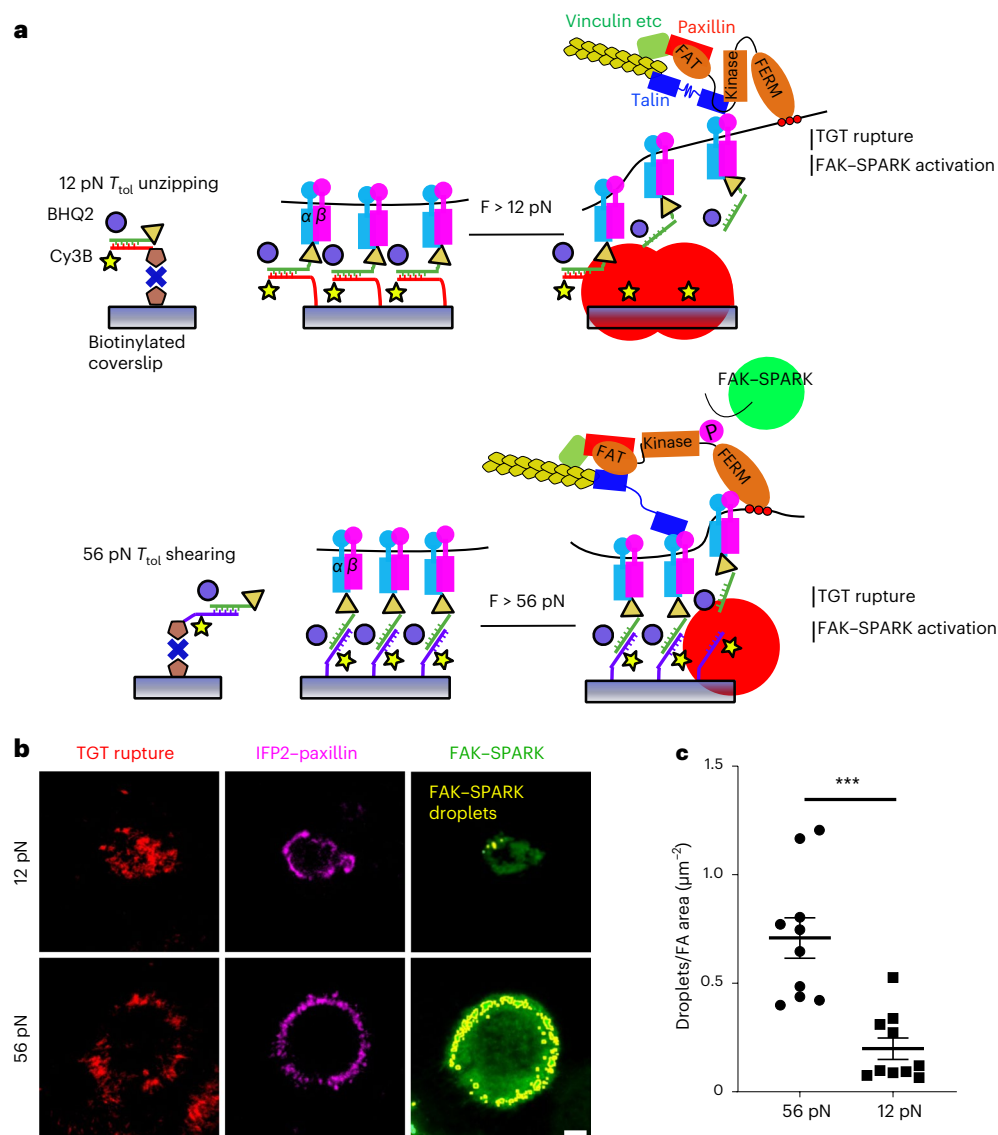 a
Vinculin etc
Paxillin
FAT
Kinase
FERM
Talin
TGT rupture
FAK–SPARK activation
12 pN Ttol unzipping
BHQ2
Cy3B
α β
F > 12 pN
Biotinylated
coverslip
FAK–SPARK
P
Kinase
FAT
FERM
56 pN Ttol shearing
α β
F > 56 pN
TGT rupture
FAK–SPARK activation
b
TGT rupture
IFP2–paxillin
FAK–SPARK
12 pN
FAK–SPARK
droplets
56 pN
c
Droplets/FA area (µm⁻²)
1.5
1.0
0.5
0
***
56 pN
12 pN